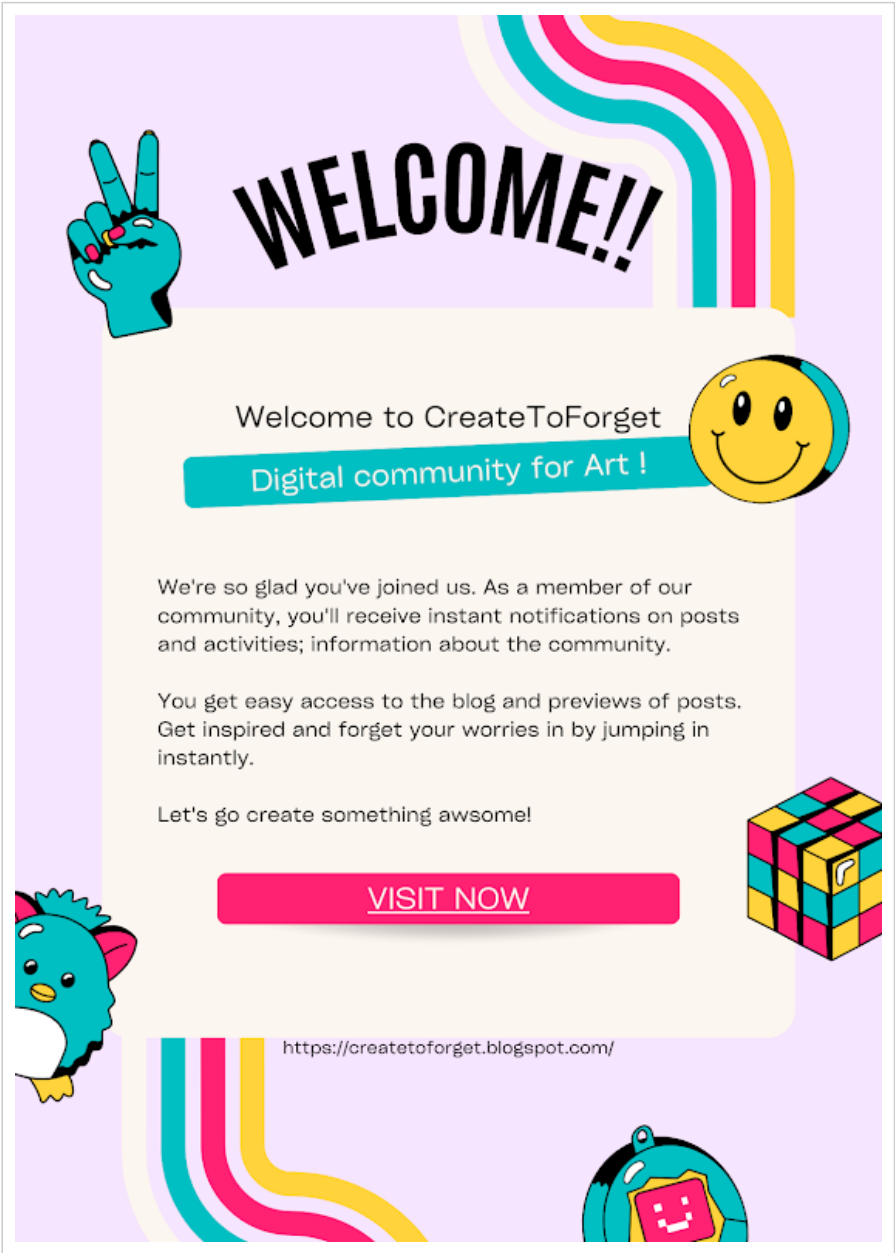 WELCOME!!
Welcome to CreateToForget
Digital community for Art !
We're so glad you've joined us. As a member of our
community, you'll receive instant notifications on posts
and activities; information about the community.
You get easy access to the blog and previews of posts.
Get inspired and forget your worries in by jumping in
instantly.
Let's go create something awsome!
VISIT NOW
https://createtoforget.blogspot.com/